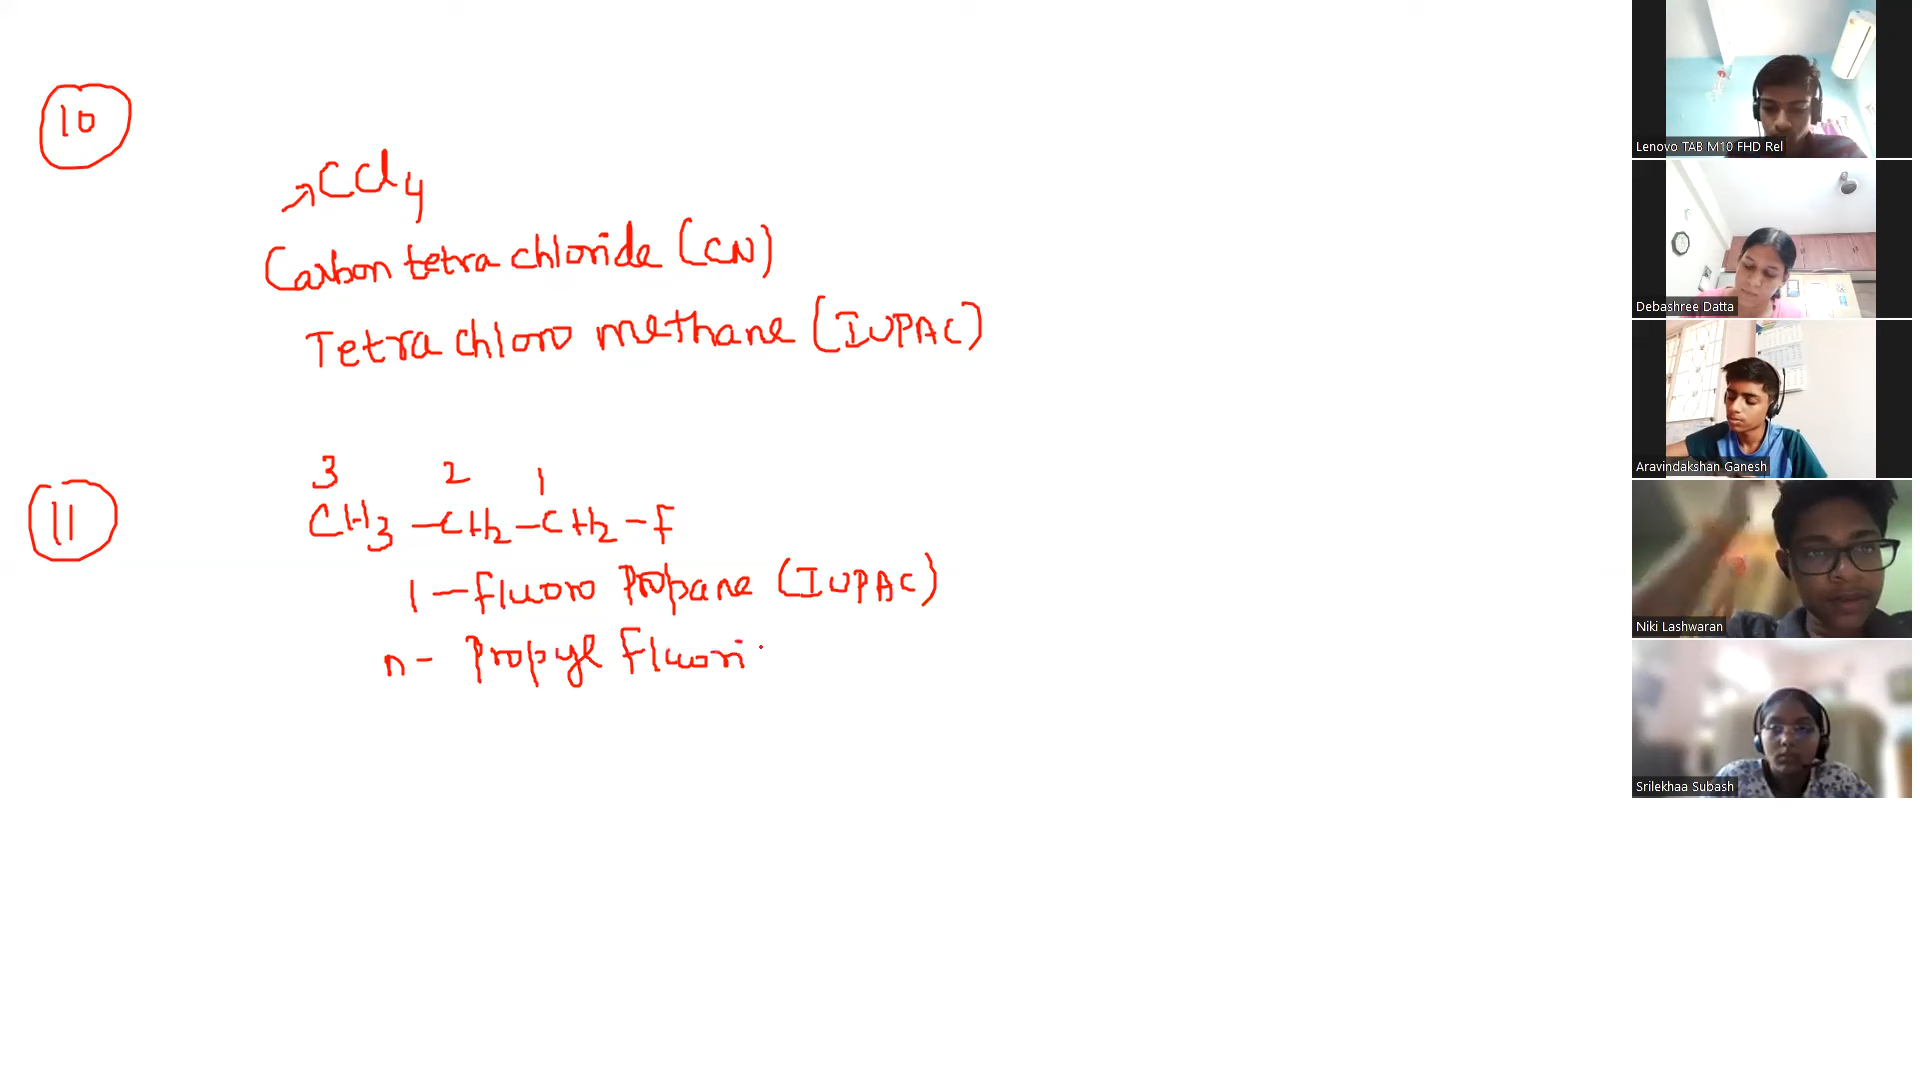 10
→ CCl4
Carbon tetra chloride (CN)
Tetra chloro methane (IUPAC)
11
3 2 1
CH3 – CH2 – CH2 – F
1 – Fluoro Propane (IUPAC)
n - Propyl Fluori
Lenovo TAB M10 FHD Rel
Debashree Datta
Aravindakshan Ganesh
Niki Lashwaran
Srilekhaa Subash